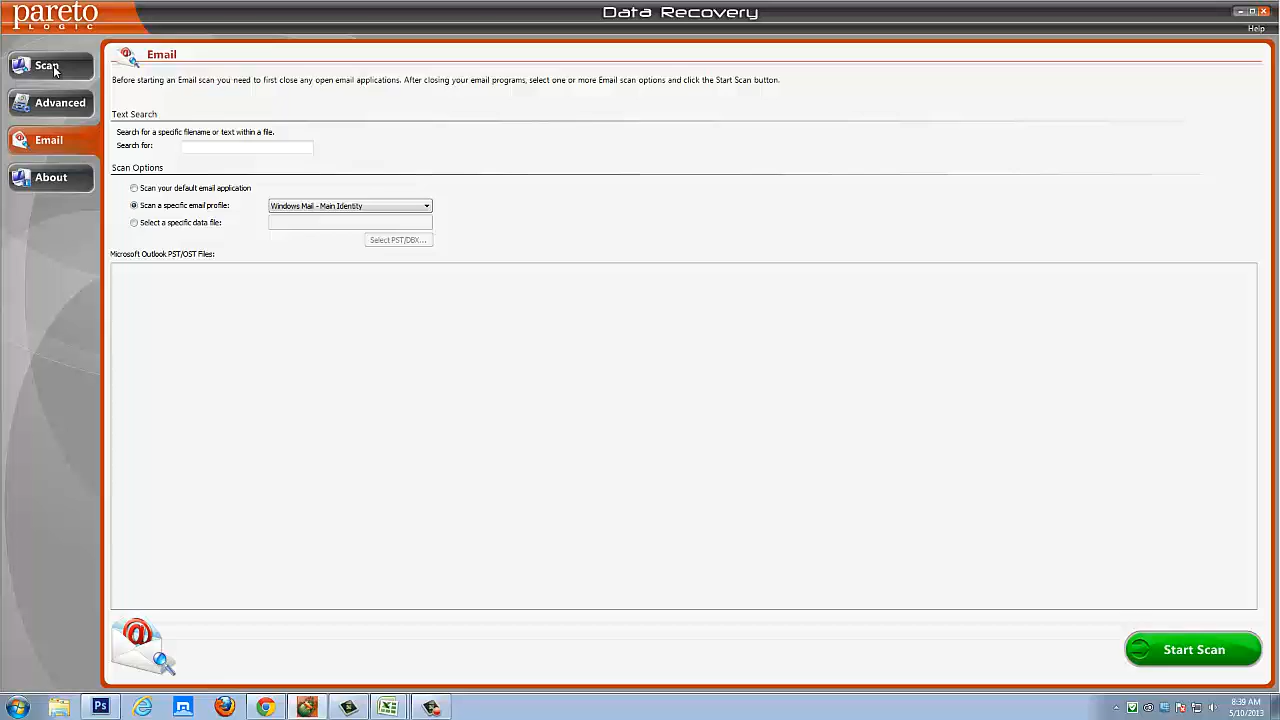 pareto
LOGIC
Data Recovery
Help
Scan
Advanced
Email
About
Email
Before starting an Email scan you need to first close any open email applications. After closing your email programs, select one or more Email scan options and click the Start Scan button.
Text Search
Search for a specific filename or text within a file.
Search for:
Scan Options
Scan your default email application
Scan a specific email profile:
Windows Mail - Main Identity
Select a specific data file:
Select PST/DBX...
Microsoft Outlook PST/OST Files:
Start Scan
Ps
8:39 AM
5/10/2013